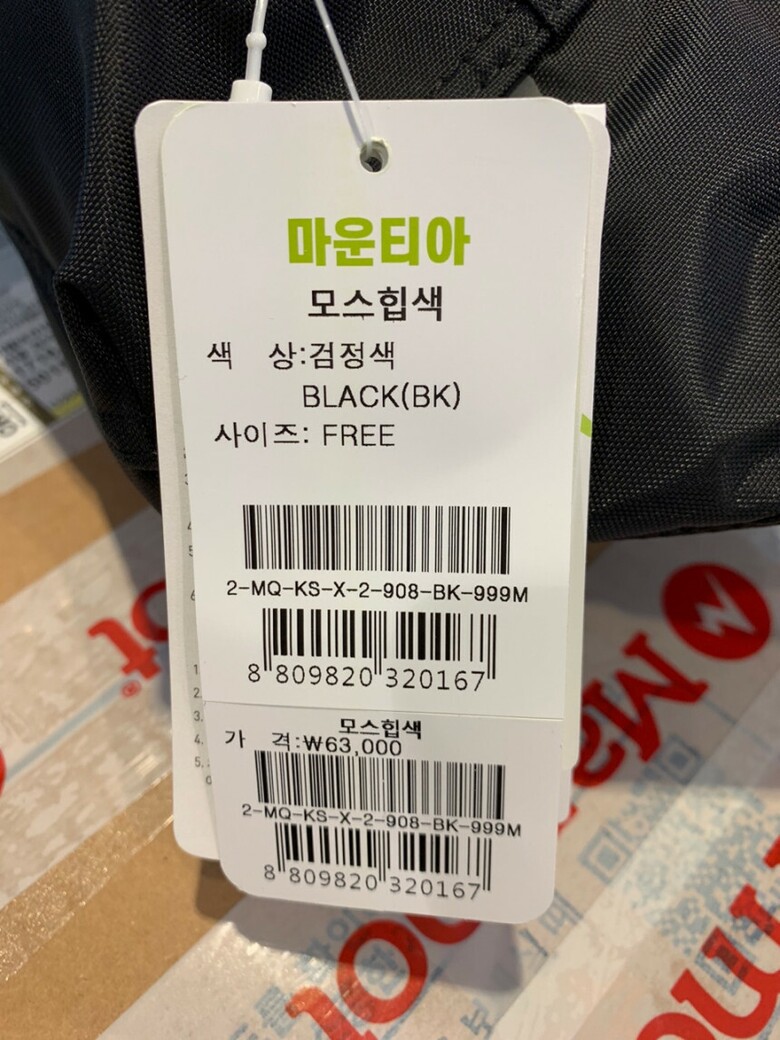 마운티아
모스힙색
색 상:검정색
BLACK(BK)
사이즈: FREE
2-MQ-KS-X-2-908-BK-999M
8 809820 320167
모스힙색
가 격:₩63,000
2-MQ-KS-X-2-908-BK-999M
8 809820 320167